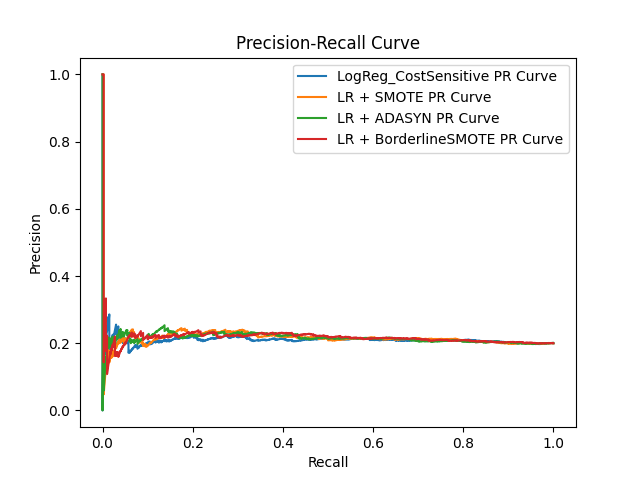 Precision-Recall Curve
LogReg_CostSensitive PR Curve
LR + SMOTE PR Curve
LR + ADASYN PR Curve
LR + BorderlineSMOTE PR Curve
Precision
1.0
0.8
0.6
0.4
0.2
0.0
0.0 0.2 0.4 0.6 0.8 1.0
Recall